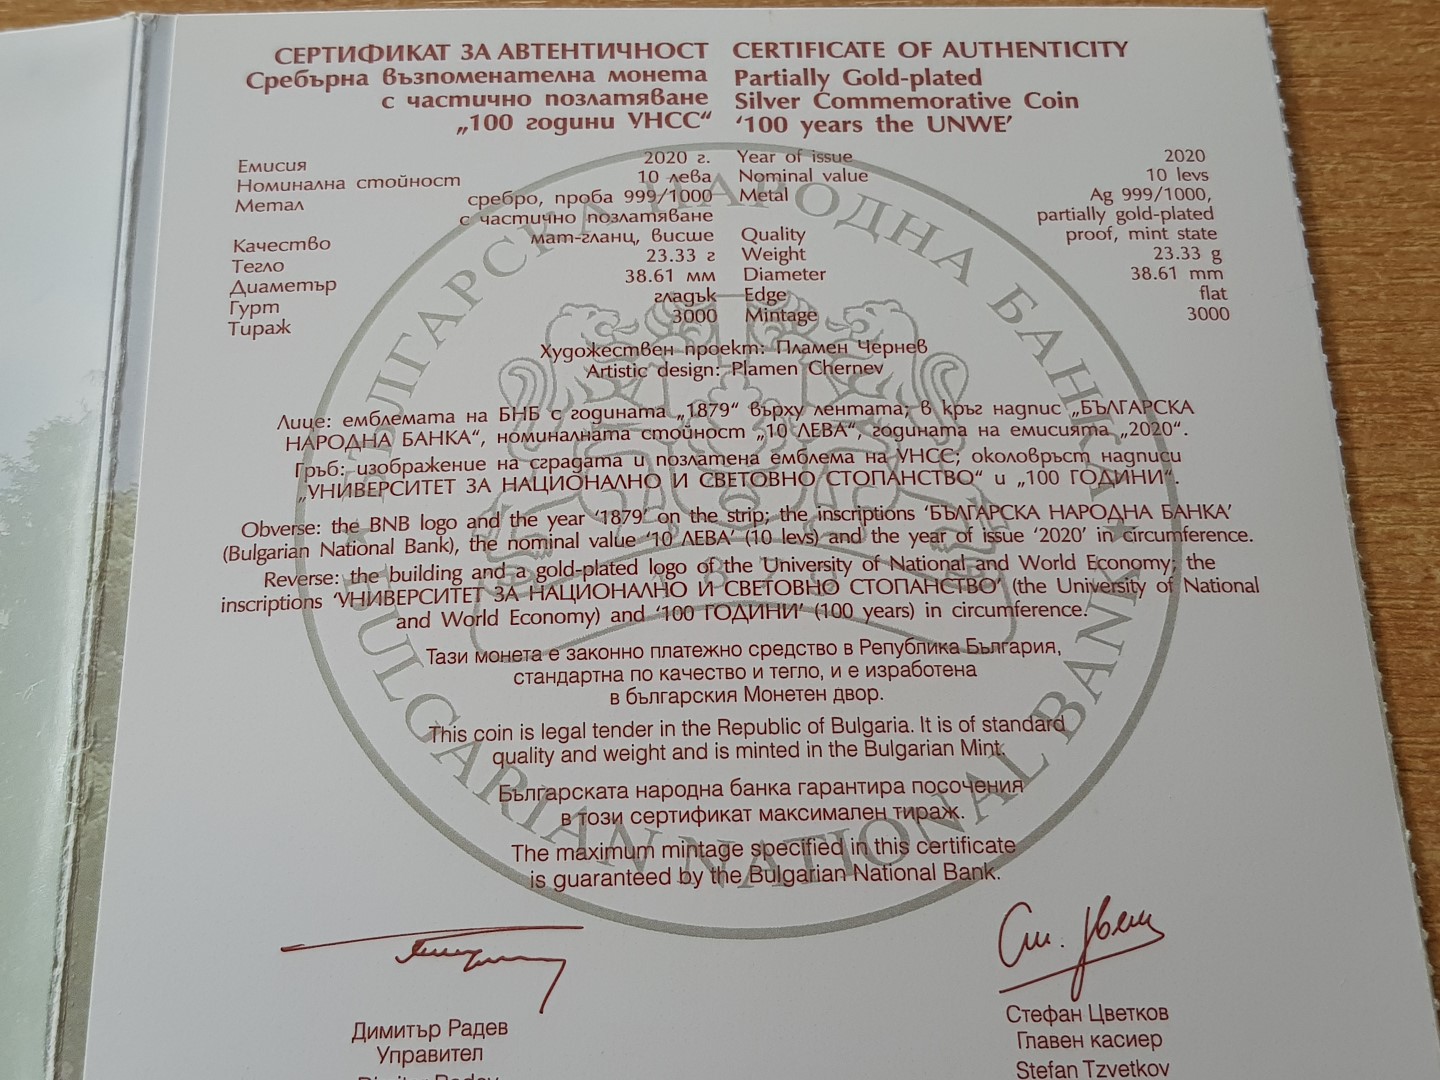 СЕРТИФИКАТ ЗА АВТЕНТИЧНОСТ
Сребърна възпоменателна монета
с частично позлатяване
„100 години УНСС“
Емисия 2020 г.
Номинална стойност 10 лева
Метал сребро, проба 999/1000
с частично позлатяване
Качество мат-гланц, висше
Тегло 23.33 г
Диаметър 38.61 мм
Гурт гладък
Тираж 3000
CERTIFICATE OF AUTHENTICITY
Partially Gold-plated
Silver Commemorative Coin
‘100 years the UNWE’
Year of issue 2020
Nominal value 10 levs
Metal Ag 999/1000,
partially gold-plated
Quality proof, mint state
Weight 23.33 g
Diameter 38.61 mm
Edge flat
Mintage 3000
Художествен проект: Пламен Чернев
Artistic design: Plamen Chernev
Лице: емблемата на БНБ с годината „1879“ върху лентата; в кръг надпис „БЪЛГАРСКА
НАРОДНА БАНКА“, номиналната стойност „10 ЛЕВА“, годината на емисията „2020“.
Гръб: изображение на сградата и позлатена емблема на УНСС; околовръст надписи
„УНИВЕРСИТЕТ ЗА НАЦИОНАЛНО И СВЕТОВНО СТОПАНСТВО“ и „100 ГОДИНИ“.
Obverse: the BNB logo and the year ‘1879’ on the strip; the inscriptions ‘БЪЛГАРСКА НАРОДНА БАНКА’
(Bulgarian National Bank), the nominal value ‘10 ЛЕВА’ (10 levs) and the year of issue ‘2020’ in circumference.
Reverse: the building and a gold-plated logo of the University of National and World Economy; the
inscriptions ‘УНИВЕРСИТЕТ ЗА НАЦИОНАЛНО И СВЕТОВНО СТОПАНСТВО’ (the University of National
and World Economy) and ‘100 ГОДИНИ’ (100 years) in circumference.
Тази монета е законно платежно средство в Република България,
стандартна по качество и тегло, и е изработена
в българския Монетен двор.
This coin is legal tender in the Republic of Bulgaria. It is of standard
quality and weight and is minted in the Bulgarian Mint.
Българската народна банка гарантира посочения
в този сертификат максимален тираж.
The maximum mintage specified in this certificate
is guaranteed by the Bulgarian National Bank.
БЪЛГАРСКА НАРОДНА БАНКА
BULGARIAN NATIONAL BANK
1879
Димитър Радев
Управител
Dimitar Radev
Стефан Цветков
Главен касиер
Stefan Tzvetkov